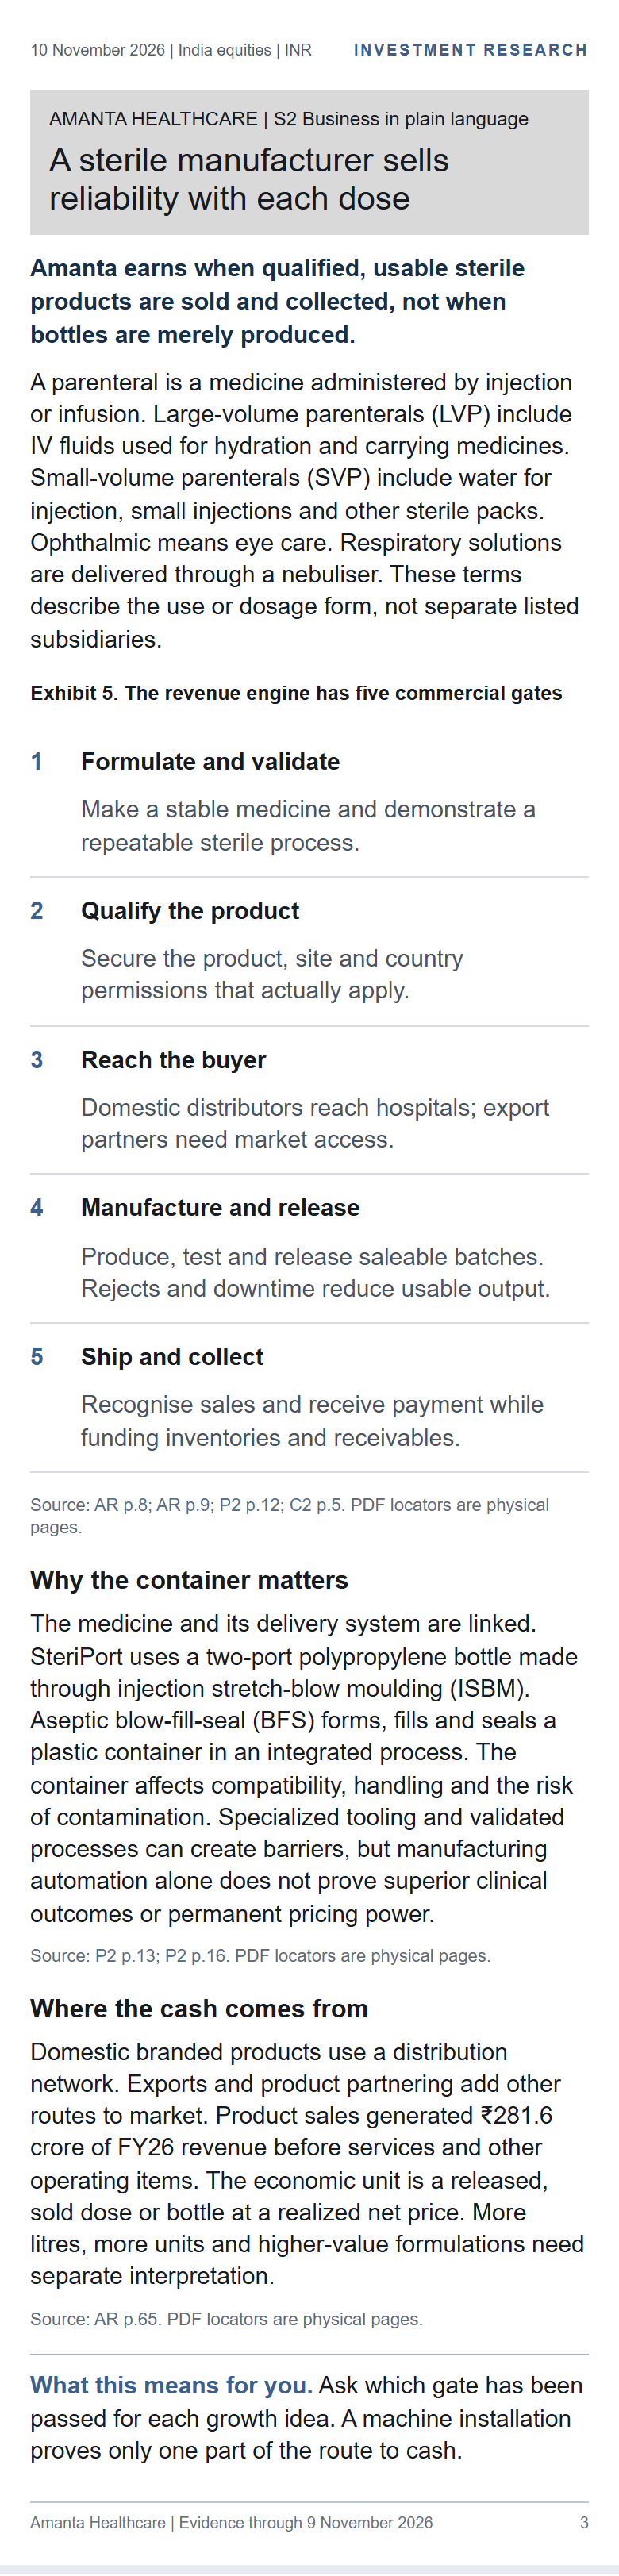 10 November 2026 | India equities | INR
INVESTMENT RESEARCH
AMANTA HEALTHCARE | S2 Business in plain language
A sterile manufacturer sells
reliability with each dose
Amanta earns when qualified, usable sterile
products are sold and collected, not when
bottles are merely produced.
A parenteral is a medicine administered by injection
or infusion. Large-volume parenterals (LVP) include
IV fluids used for hydration and carrying medicines.
Small-volume parenterals (SVP) include water for
injection, small injections and other sterile packs.
Ophthalmic means eye care. Respiratory solutions
are delivered through a nebuliser. These terms
describe the use or dosage form, not separate listed
subsidiaries.
Exhibit 5. The revenue engine has five commercial gates
1 Formulate and validate
Make a stable medicine and demonstrate a
repeatable sterile process.
2 Qualify the product
Secure the product, site and country
permissions that actually apply.
3 Reach the buyer
Domestic distributors reach hospitals; export
partners need market access.
4 Manufacture and release
Produce, test and release saleable batches.
Rejects and downtime reduce usable output.
5 Ship and collect
Recognise sales and receive payment while
funding inventories and receivables.
Source: AR p.8; AR p.9; P2 p.12; C2 p.5. PDF locators are physical
pages.
Why the container matters
The medicine and its delivery system are linked.
SteriPort uses a two-port polypropylene bottle made
through injection stretch-blow moulding (ISBM).
Aseptic blow-fill-seal (BFS) forms, fills and seals a
plastic container in an integrated process. The
container affects compatibility, handling and the risk
of contamination. Specialized tooling and validated
processes can create barriers, but manufacturing
automation alone does not prove superior clinical
outcomes or permanent pricing power.
Source: P2 p.13; P2 p.16. PDF locators are physical pages.
Where the cash comes from
Domestic branded products use a distribution
network. Exports and product partnering add other
routes to market. Product sales generated ₹281.6
crore of FY26 revenue before services and other
operating items. The economic unit is a released,
sold dose or bottle at a realized net price. More
litres, more units and higher-value formulations need
separate interpretation.
Source: AR p.65. PDF locators are physical pages.
What this means for you. Ask which gate has been
passed for each growth idea. A machine installation
proves only one part of the route to cash.
Amanta Healthcare | Evidence through 9 November 2026
3